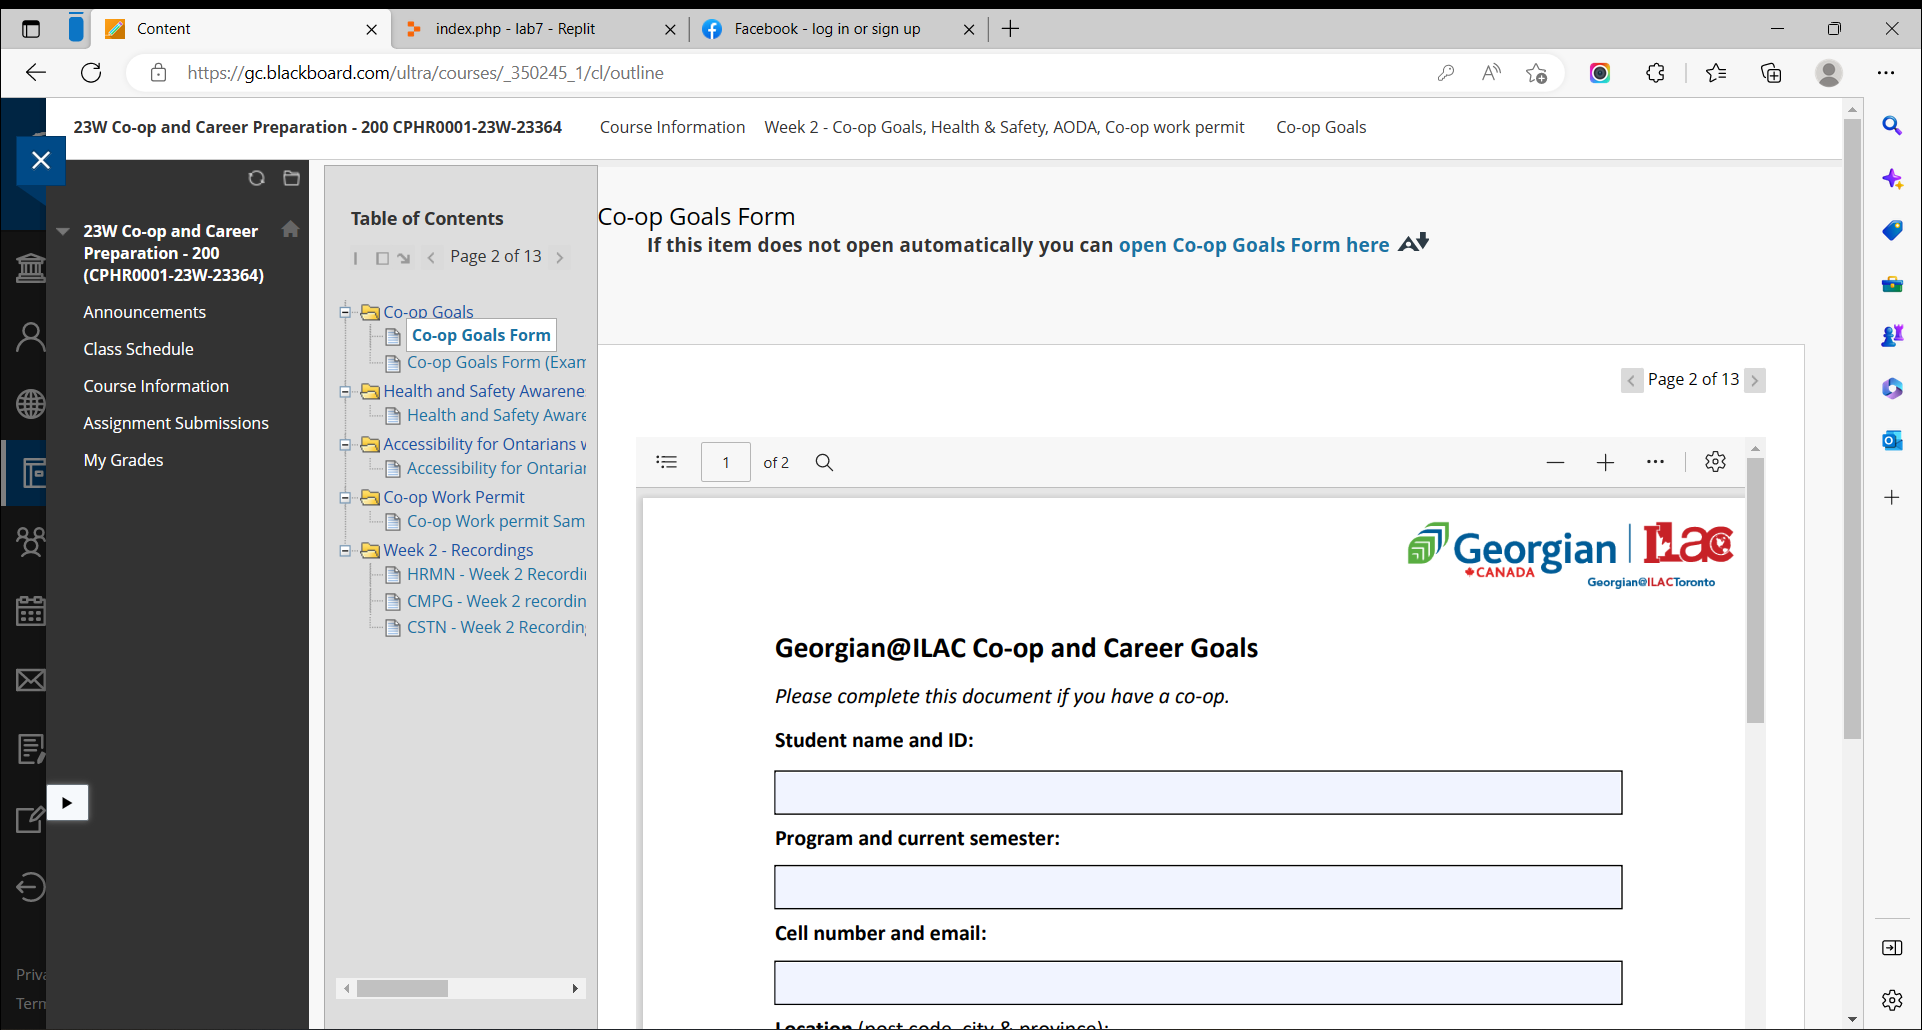 Content
index.php - lab7 - Replit
Facebook - log in or sign up
https://gc.blackboard.com/ultra/courses/_350245_1/cl/outline
23W Co-op and Career Preparation - 200 CPHR0001-23W-23364
Course Information
Week 2 - Co-op Goals, Health & Safety, AODA, Co-op work permit
Co-op Goals
23W Co-op and Career
Preparation - 200
(CPHR0001-23W-23364)
Announcements
Class Schedule
Course Information
Assignment Submissions
My Grades
Priva
Term
Table of Contents
Page 2 of 13
Co-op Goals
Co-op Goals Form
Co-op Goals Form (Exam
Health and Safety Awarene
Health and Safety Aware
Accessibility for Ontarians w
Accessibility for Ontarian
Co-op Work Permit
Co-op Work permit Sam
Week 2 - Recordings
HRMN - Week 2 Recordin
CMPG - Week 2 recordin
CSTN - Week 2 Recording
Co-op Goals Form
If this item does not open automatically you can open Co-op Goals Form here
Page 2 of 13
1 of 2
Georgian ILAC
CANADA
Georgian@ILACToronto
Georgian@ILAC Co-op and Career Goals
Please complete this document if you have a co-op.
Student name and ID:
Program and current semester:
Cell number and email:
Location (post code, city & province):